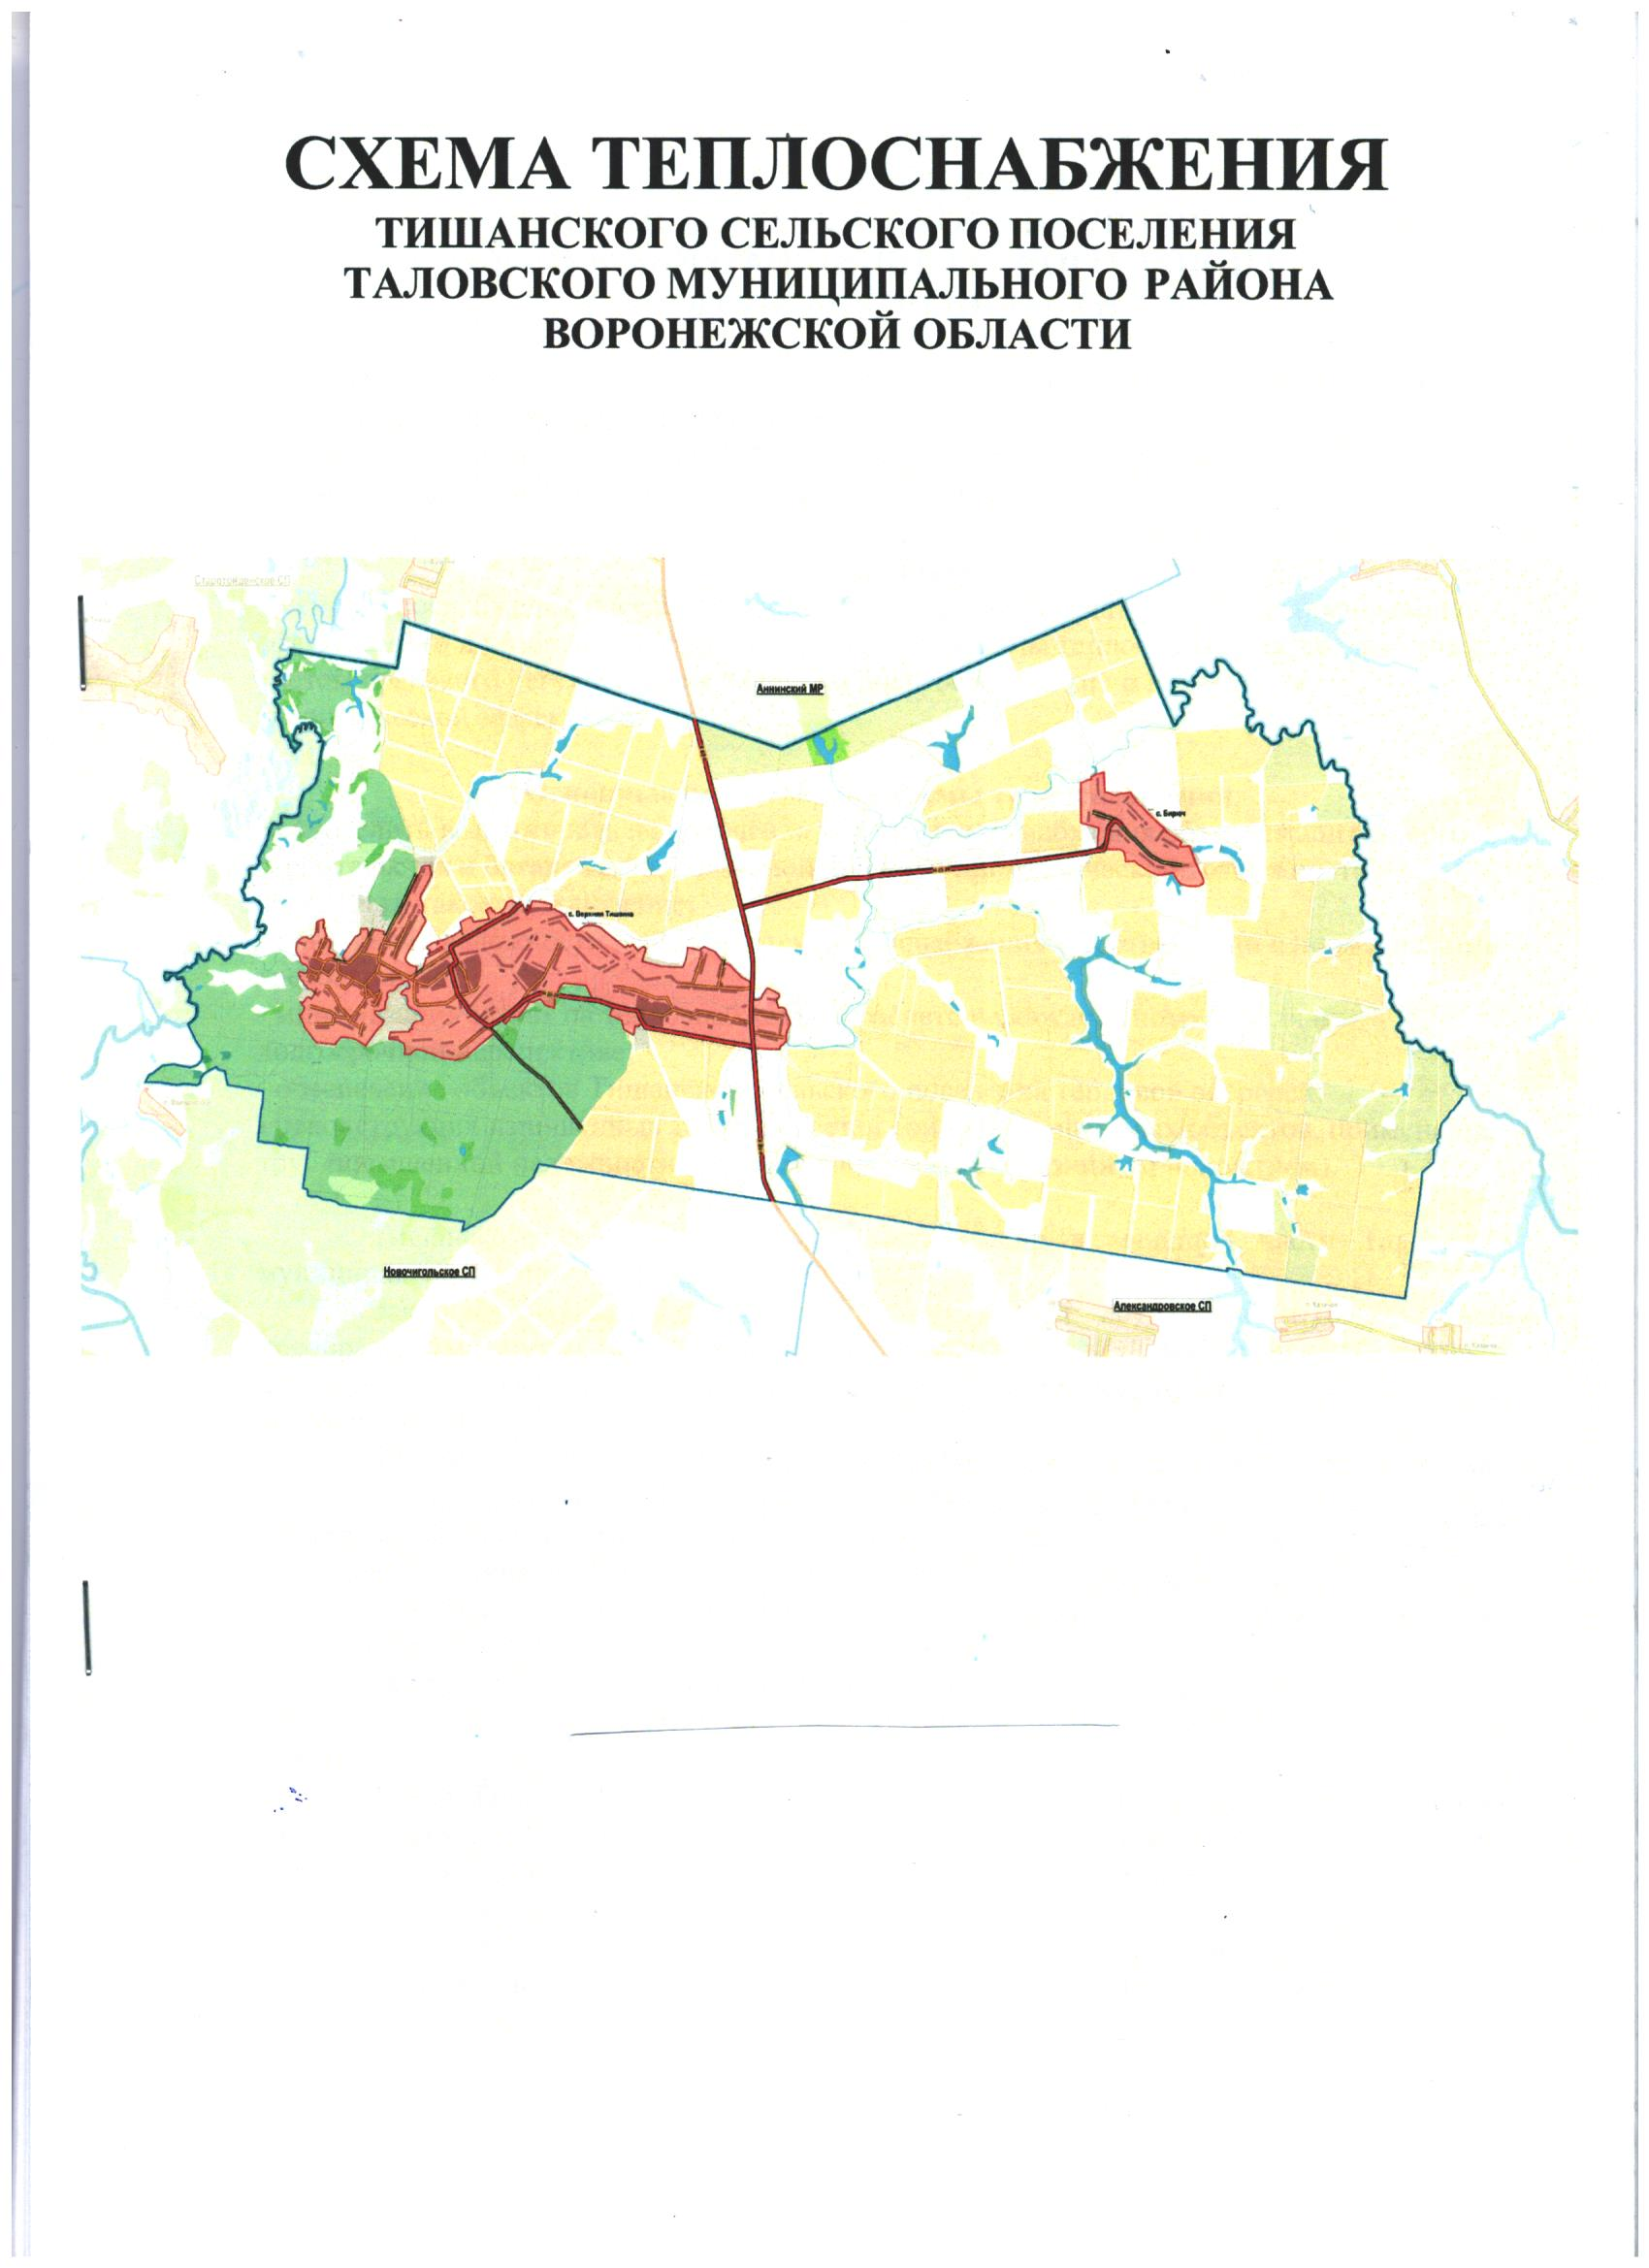 СХЕМА ТЕПЛОСНАБЖЕНИЯ
ТИШАНСКОГО СЕЛЬСКОГО ПОСЕЛЕНИЯ
ТАЛОВСКОГО МУНИЦИПАЛЬНОГО РАЙОНА
ВОРОНЕЖСКОЙ ОБЛАСТИ
Аннинский МР
с. Бирюч
с. Верхняя Тишанка
Новочигольское СП
Александровское СП